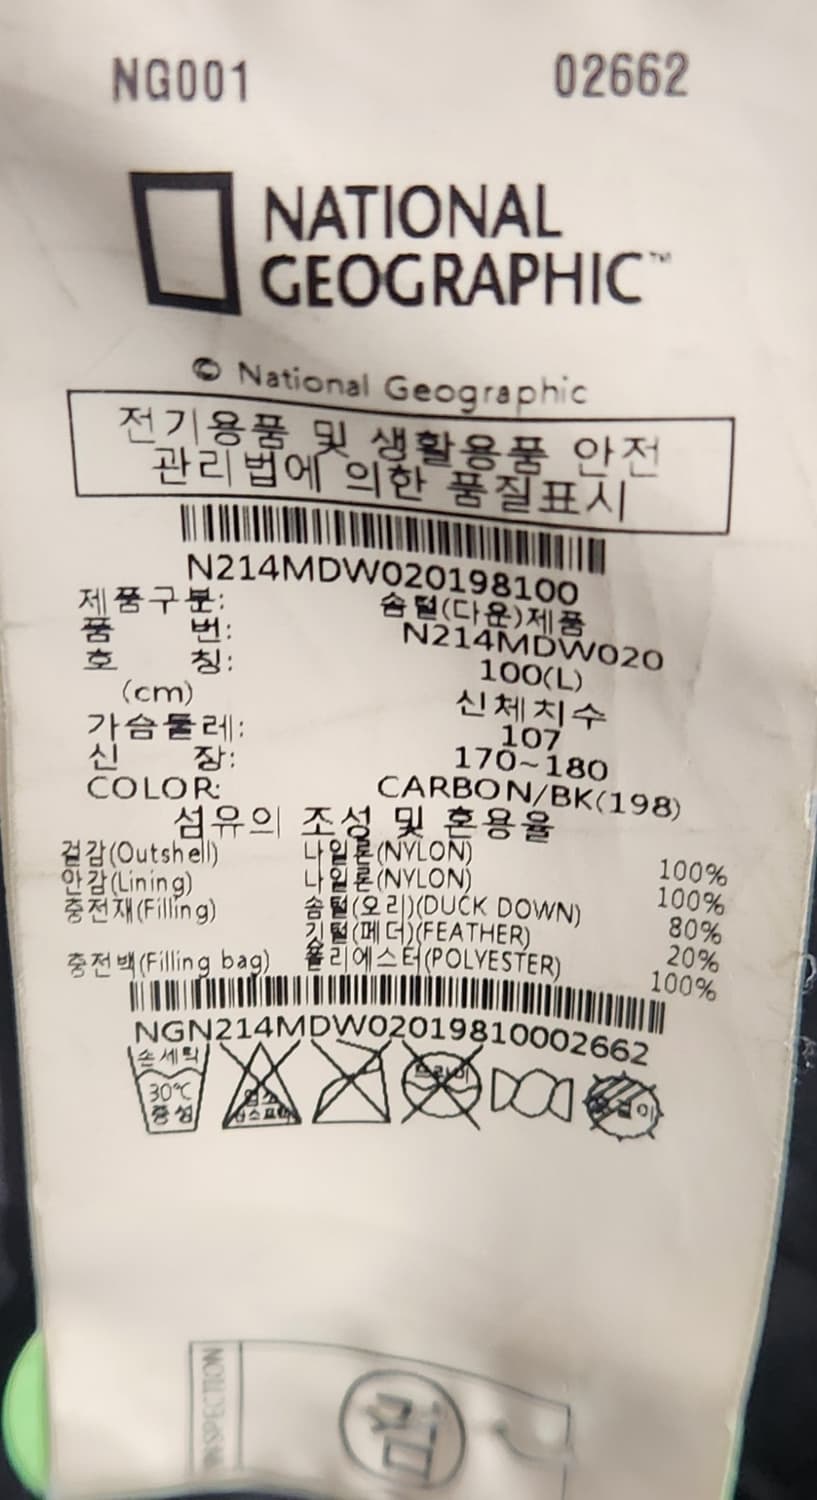 NG001 02662
NATIONAL
GEOGRAPHIC™
© National Geographic
전기용품 및 생활용품 안전
관리법에 의한 품질표시
N214MDW020198100
제품구분: 솜털(다운)제품
품 번: N214MDW020
호 칭: 100(L)
(cm) 신체치수
가슴둘레: 107
신 장: 170~180
COLOR: CARBON/BK(198)
섬유의 조성 및 혼용율
겉감(Outshell) 나일론(NYLON) 100%
안감(Lining) 나일론(NYLON) 100%
충전재(Filling) 솜털(오리)(DUCK DOWN) 80%
깃털(페더)(FEATHER) 20%
충전백(Filling bag) 폴리에스터(POLYESTER) 100%
NGN214MDW02019810002662
손세탁
30℃
중성
염소
드라이
INSPECTION